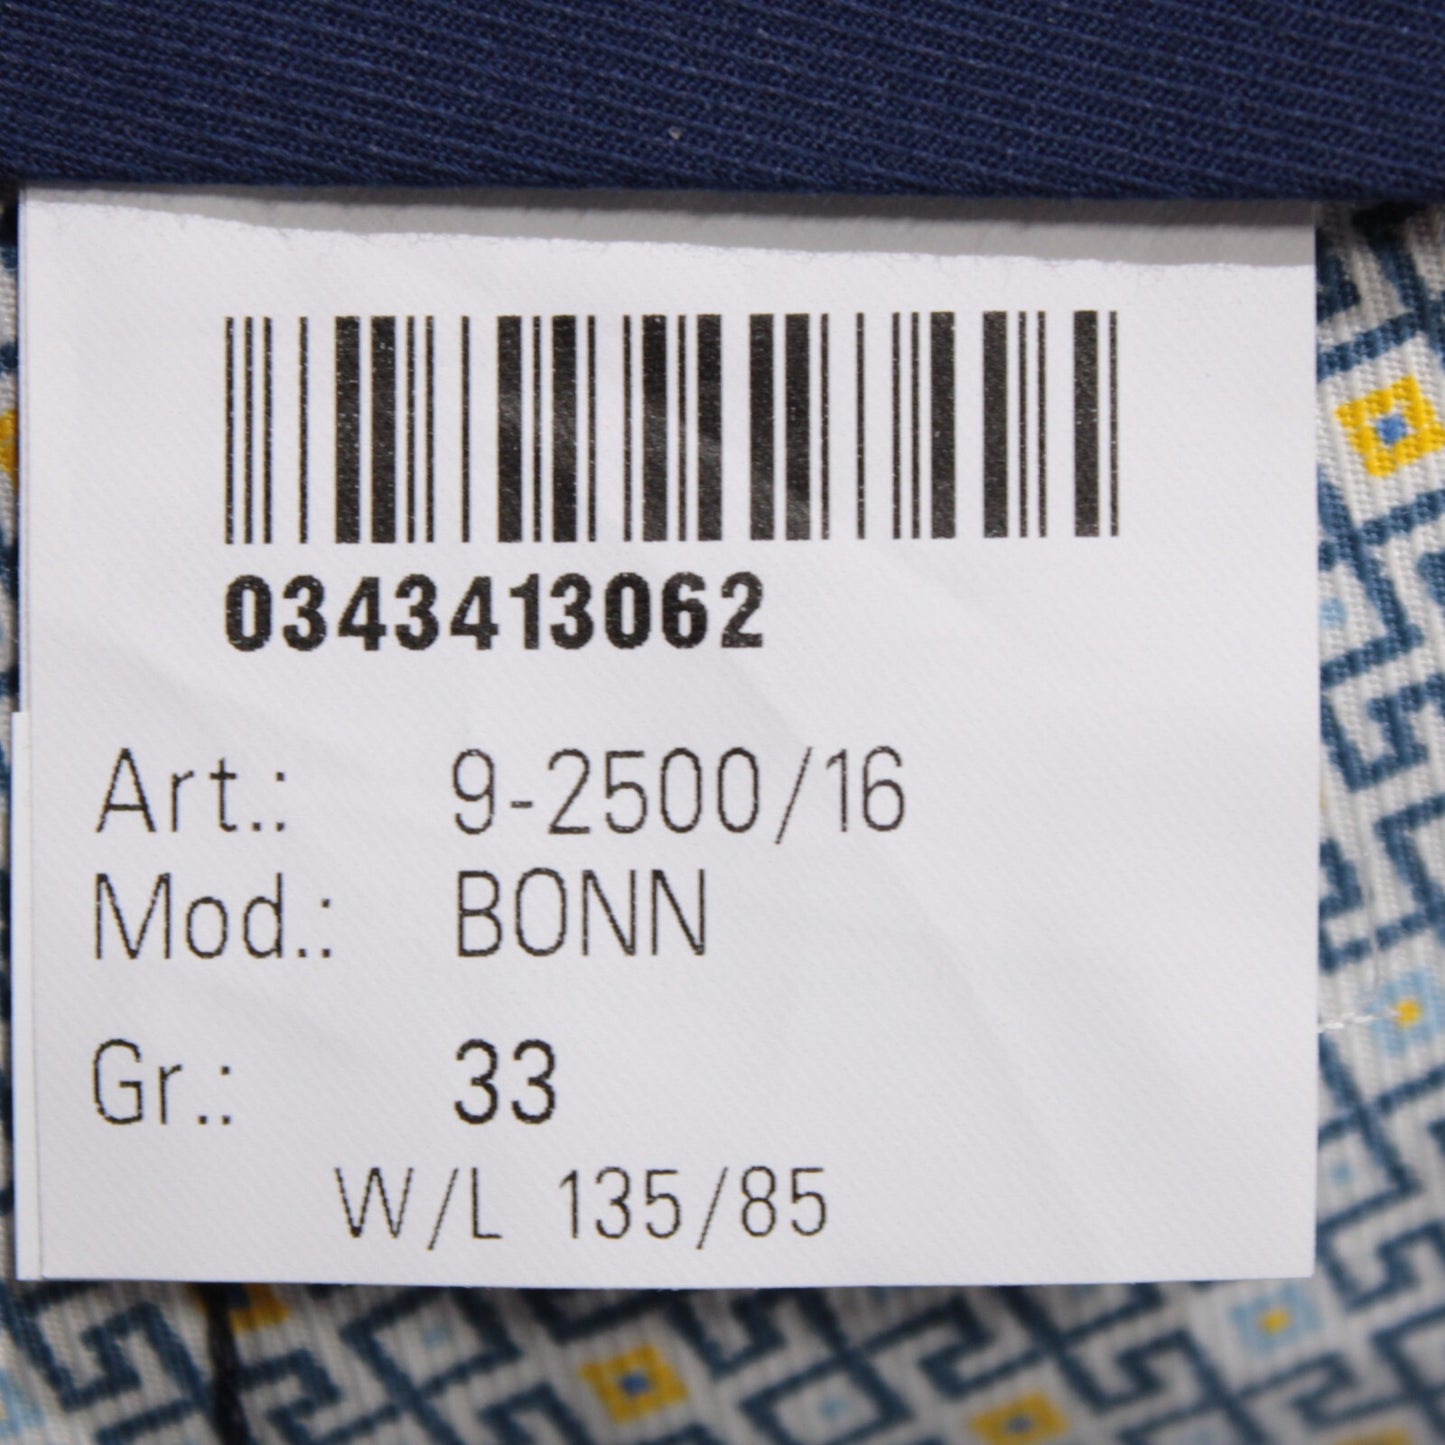 0343413062
Art.: 9-2500/16
Mod.: BONN
Gr.: 33
W/L 135/85